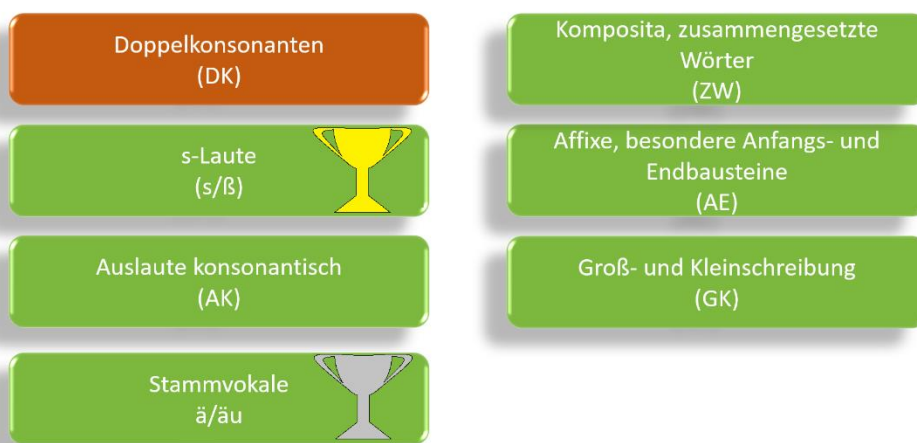 Doppelkonsonanten
(DK)
s-Laute
(s/ß)
Auslaute konsonantisch
(AK)
Stammvokale
ä/äu
Komposita, zusammengesetzte
Wörter
(ZW)
Affixe, besondere Anfangs- und
Endbausteine
(AE)
Groß- und Kleinschreibung
(GK)